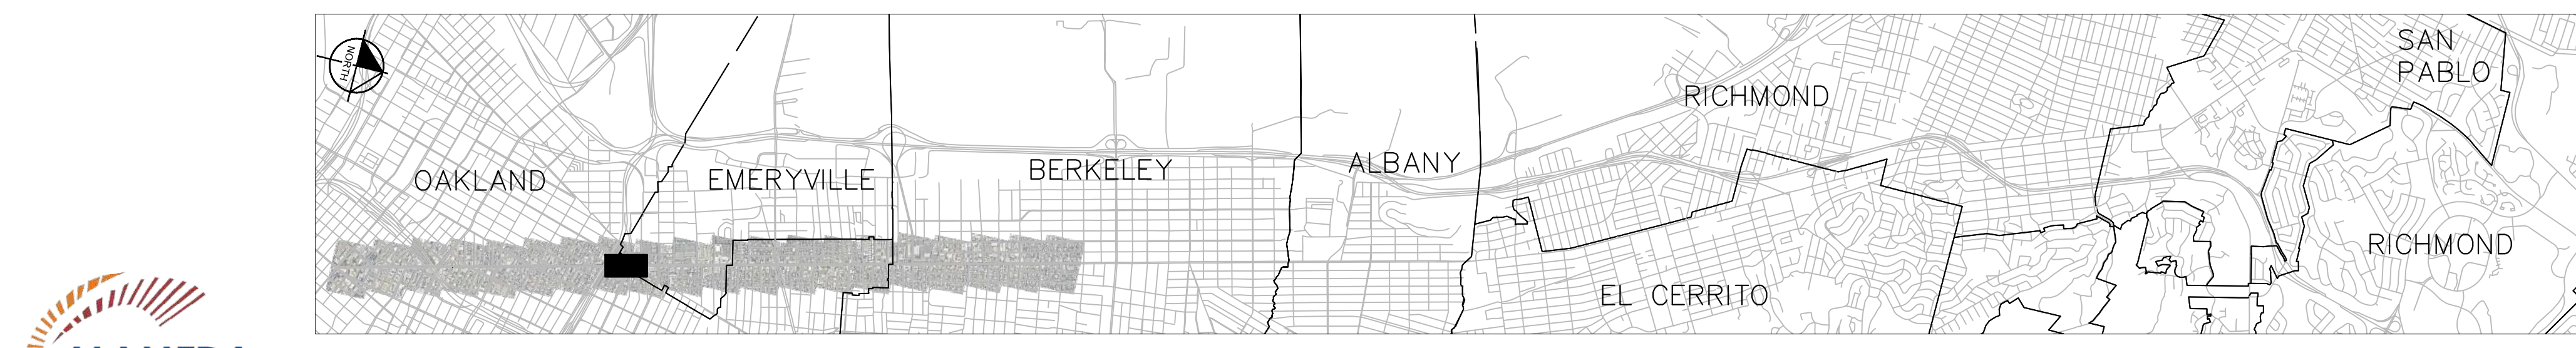 NORTH
OAKLAND
EMERYVILLE
BERKELEY
ALBANY
RICHMOND
EL CERRITO
SAN
PABLO
RICHMOND